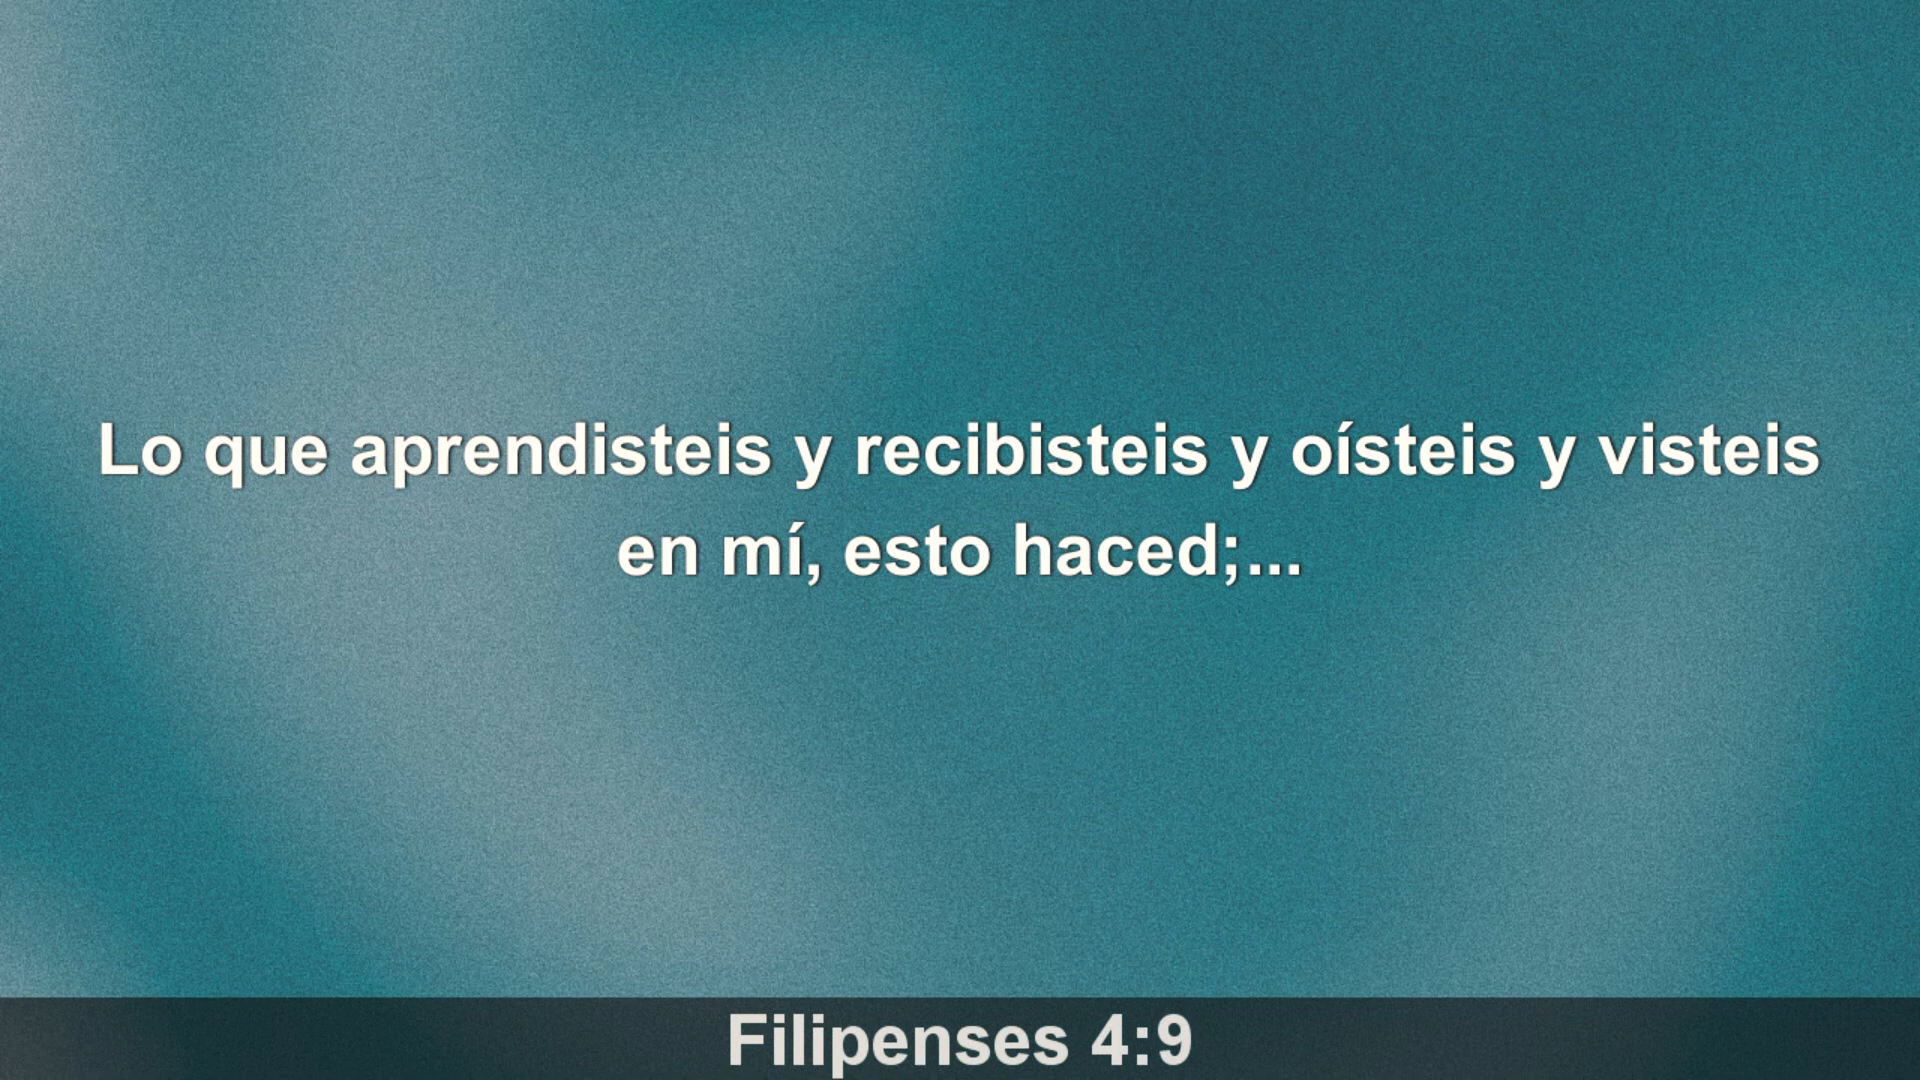 Lo que aprendisteis y recibisteis y oísteis y visteis
en mí, esto haced;...
Filipenses 4:9